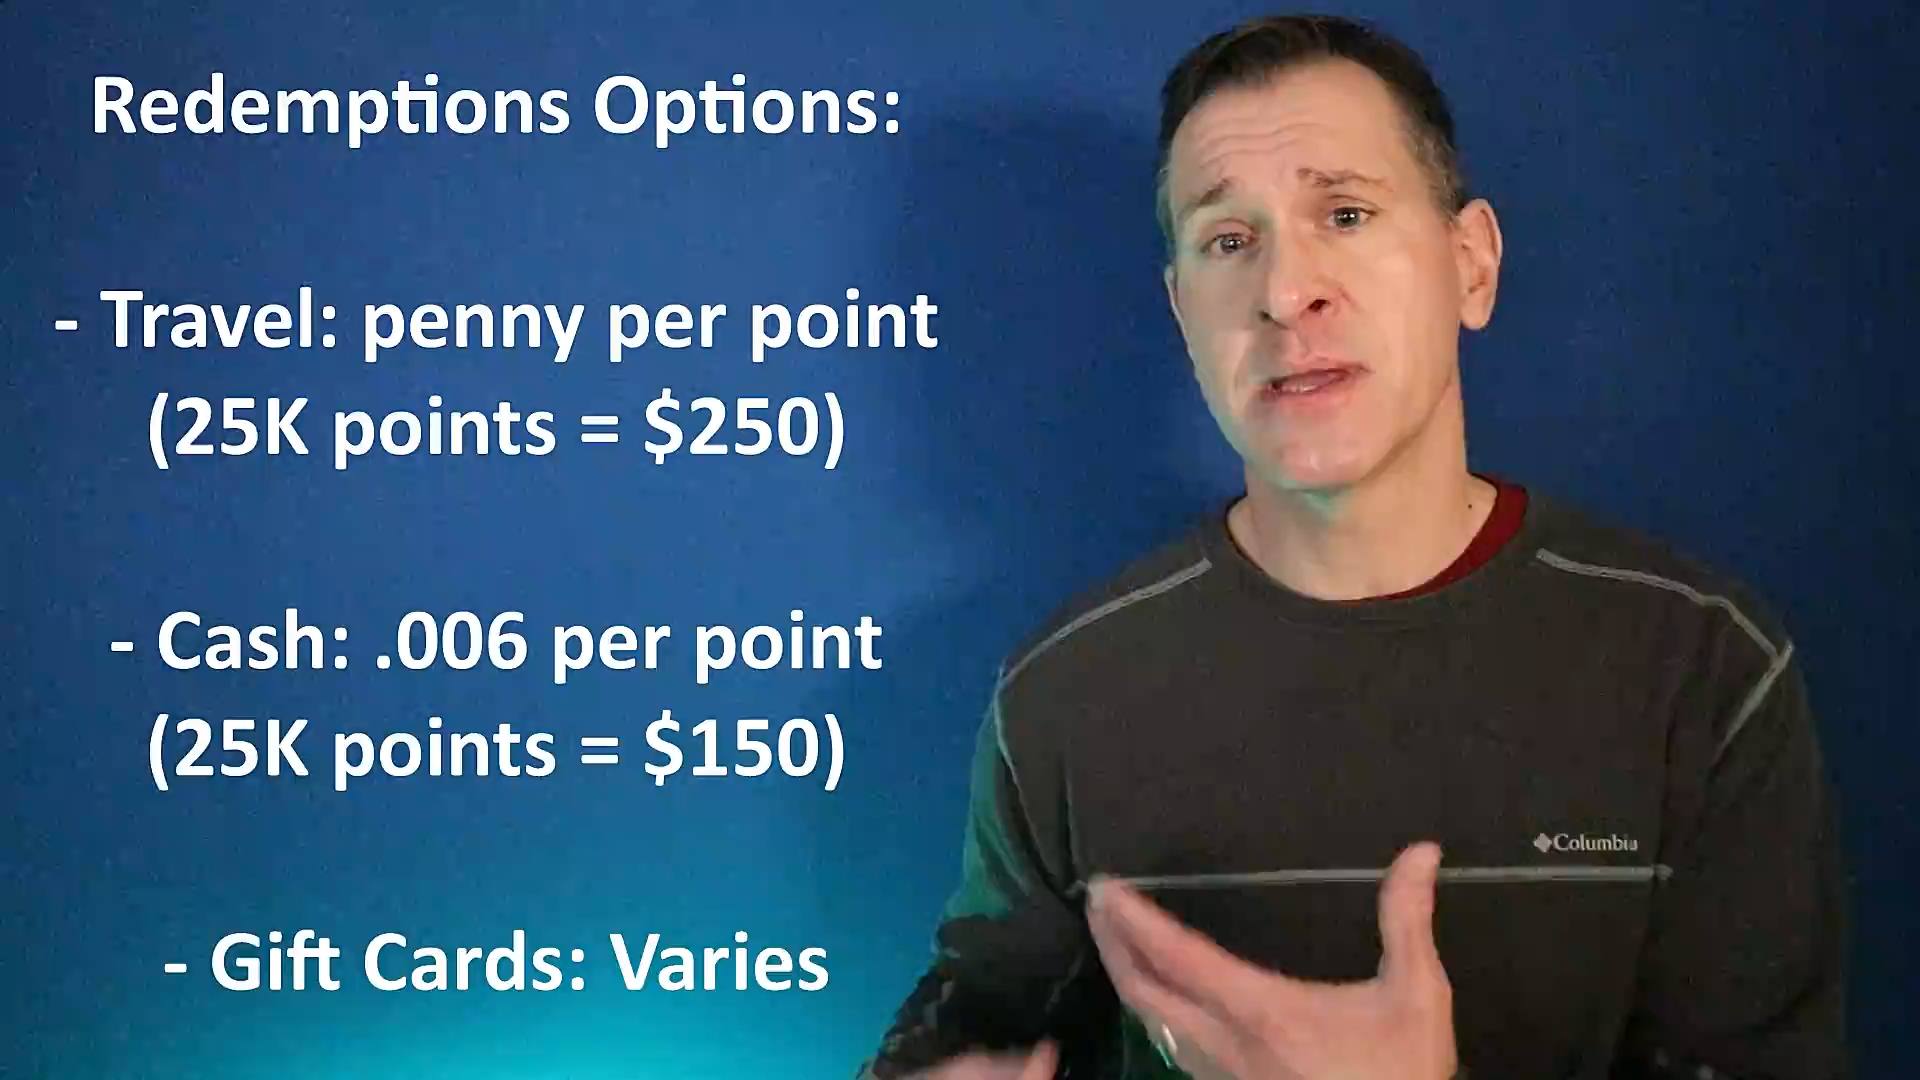 Redemptions Options:
- Travel: penny per point
(25K points = $250)
- Cash: .006 per point
(25K points = $150)
- Gift Cards: Varies
Columbia